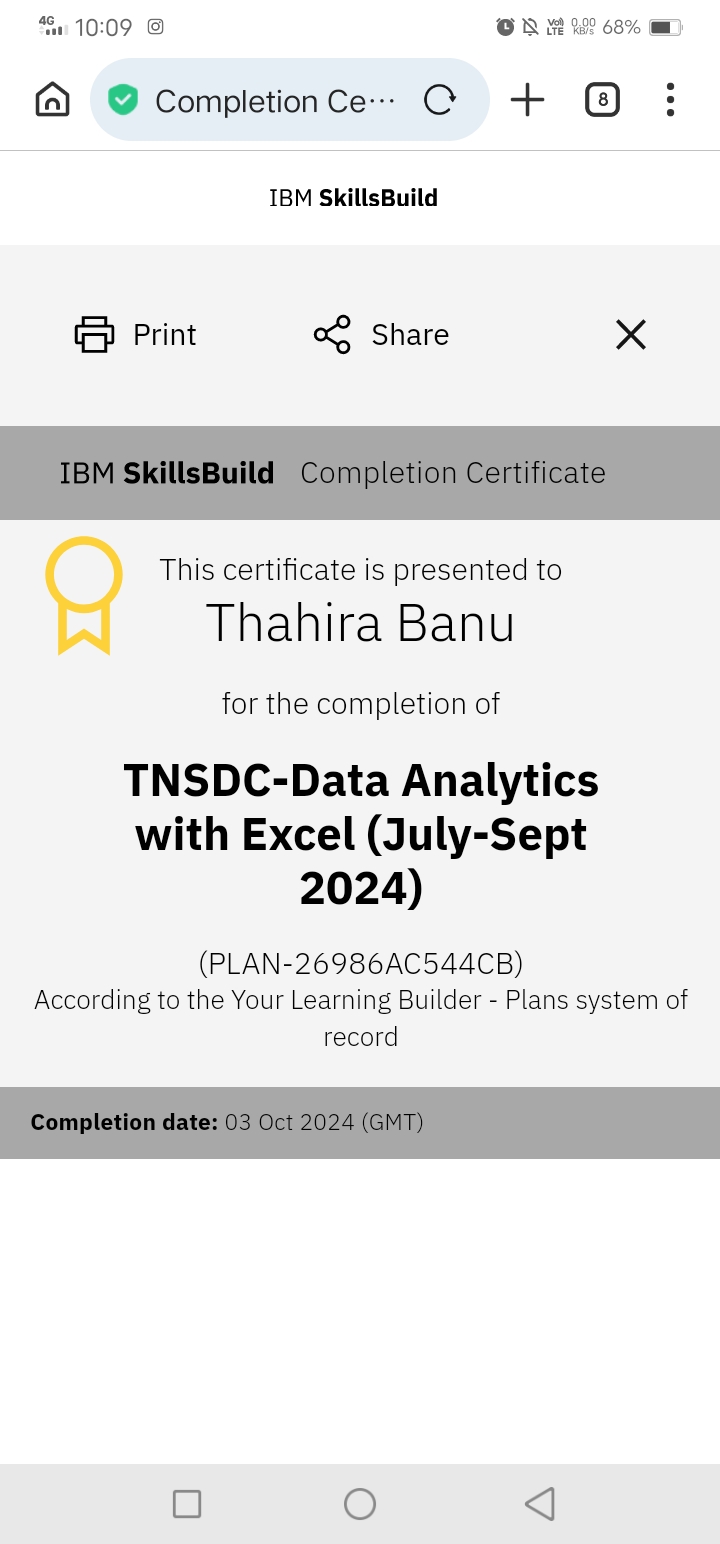 4G 10:09 Vo) LTE 0.00 KB/s 68%
Completion Ce··· 8
IBM SkillsBuild
Print Share
IBM SkillsBuild Completion Certificate
This certificate is presented to
Thahira Banu
for the completion of
TNSDC-Data Analytics
with Excel (July-Sept
2024)
(PLAN-26986AC544CB)
According to the Your Learning Builder - Plans system of
record
Completion date: 03 Oct 2024 (GMT)